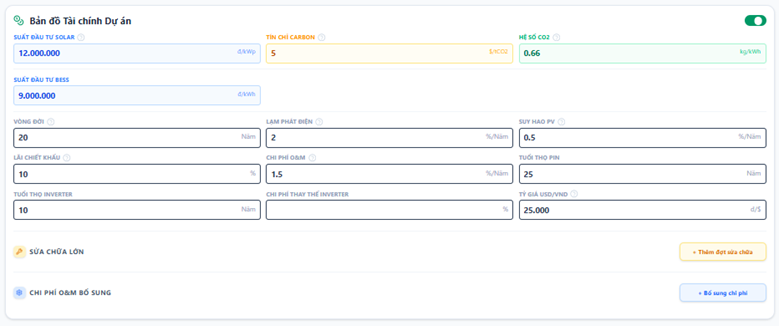 Bản đồ Tài chính Dự án
SUẤT ĐẦU TƯ SOLAR ?
12.000.000 đ/kWp
TÍN CHỈ CARBON ?
5 $/tCO2
HỆ SỐ CO2 ?
0.66 kg/kWh
SUẤT ĐẦU TƯ BESS
9.000.000 đ/kWh
VÒNG ĐỜI ?
20 Năm
LẠM PHÁT ĐIỆN ?
2 %/Năm
SUY HAO PV ?
0.5 %/Năm
LÃI CHIẾT KHẤU ?
10 %
CHI PHÍ O&M ?
1.5 %/Năm
TUỔI THỌ PIN
25 Năm
TUỔI THỌ INVERTER
10 Năm
CHI PHÍ THAY THẾ INVERTER
%
TỶ GIÁ USD/VND ?
25.000 đ/$
SỬA CHỮA LỚN
+ Thêm đợt sửa chữa
CHI PHÍ O&M BỔ SUNG
+ Bổ sung chi phí